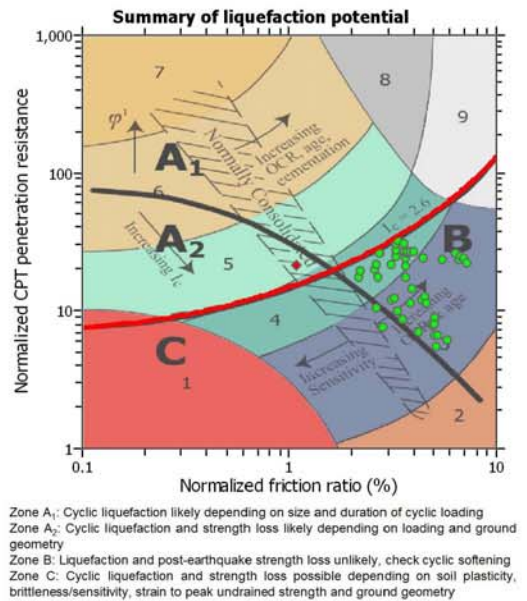 Summary of liquefaction potential
1,000
100
10
1
Normalized CPT penetration resistance
7
8
9
φ'
A1
Increasing
OCR, age,
cementation
Normally Consolidated
6
A2
Increasing Ic
5
Ic = 2.6
B
4
C
1
Increasing
Sensitivity
Increasing
age
2
0.1
1
10
Normalized friction ratio (%)
Zone A1: Cyclic liquefaction likely depending on size and duration of cyclic loading
Zone A2: Cyclic liquefaction and strength loss likely depending on loading and ground
geometry
Zone B: Liquefaction and post-earthquake strength loss unlikely, check cyclic softening
Zone C: Cyclic liquefaction and strength loss possible depending on soil plasticity,
brittleness/sensitivity, strain to peak undrained strength and ground geometry